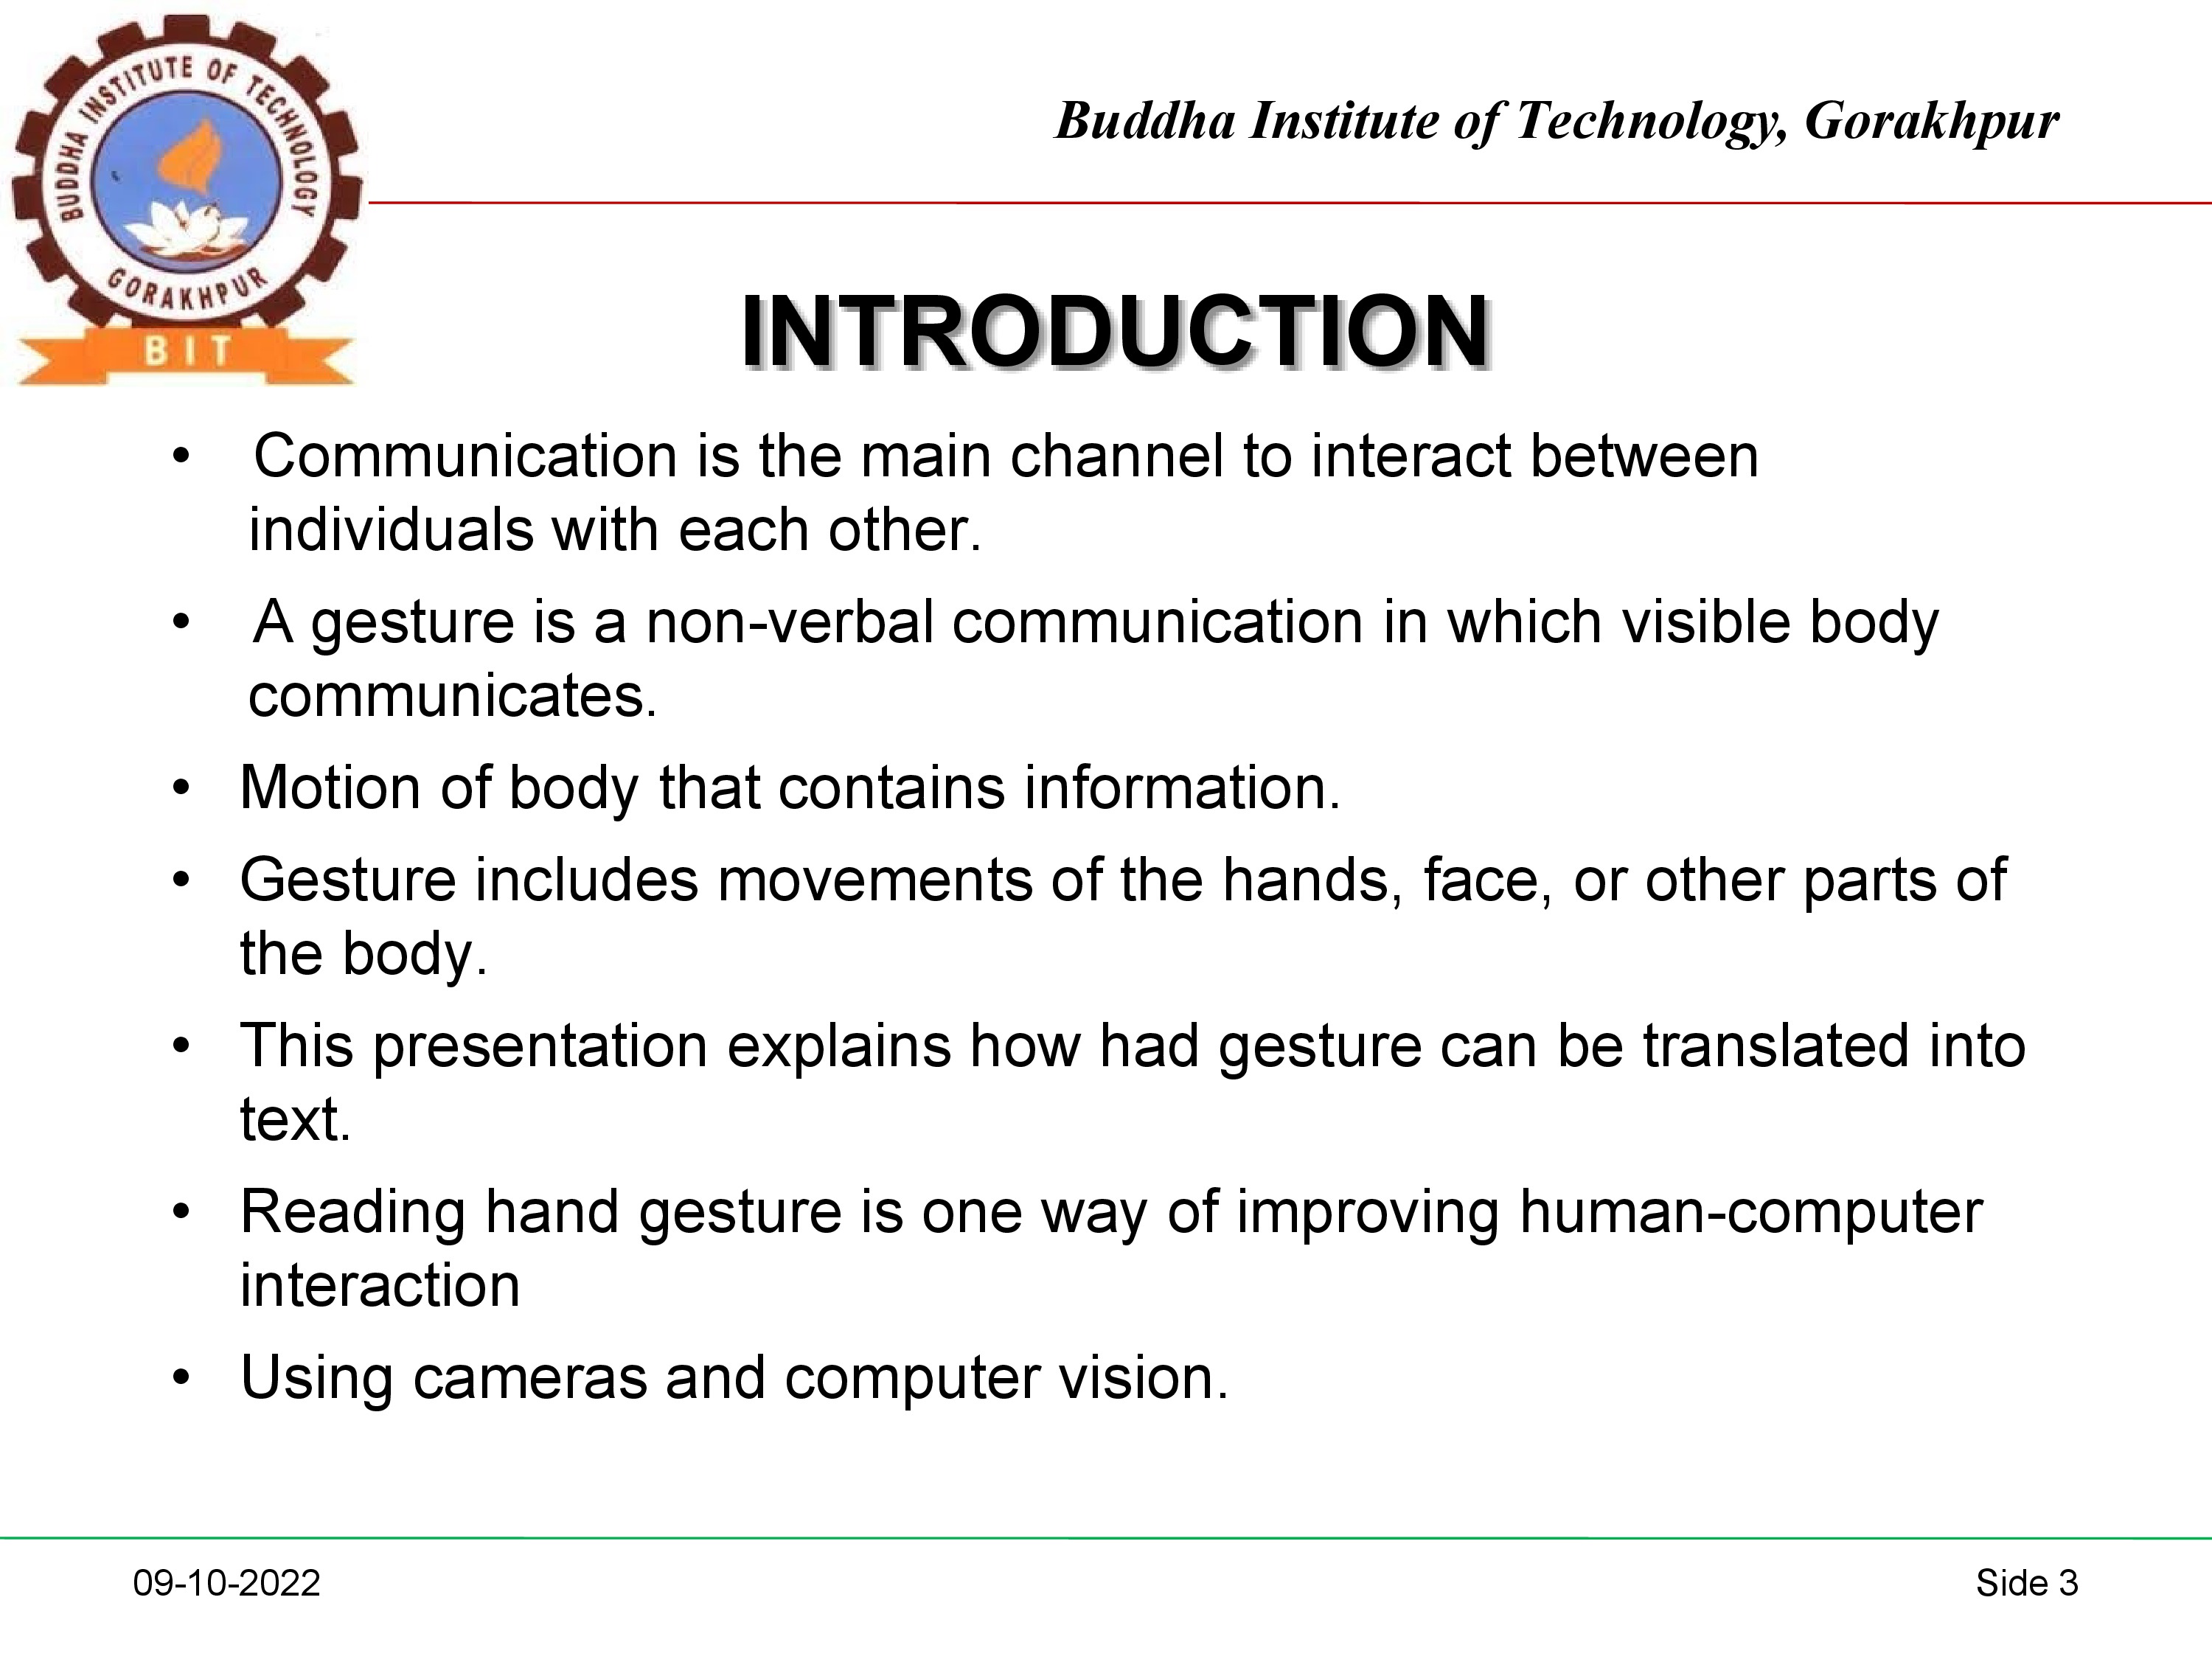 BUDDHA INSTITUTE OF TECHNOLOGY
GORAKHPUR
BIT
Buddha Institute of Technology, Gorakhpur
INTRODUCTION
• Communication is the main channel to interact between
individuals with each other.
• A gesture is a non-verbal communication in which visible body
communicates.
• Motion of body that contains information.
• Gesture includes movements of the hands, face, or other parts of
the body.
• This presentation explains how had gesture can be translated into
text.
• Reading hand gesture is one way of improving human-computer
interaction
• Using cameras and computer vision.
09-10-2022
Side 3